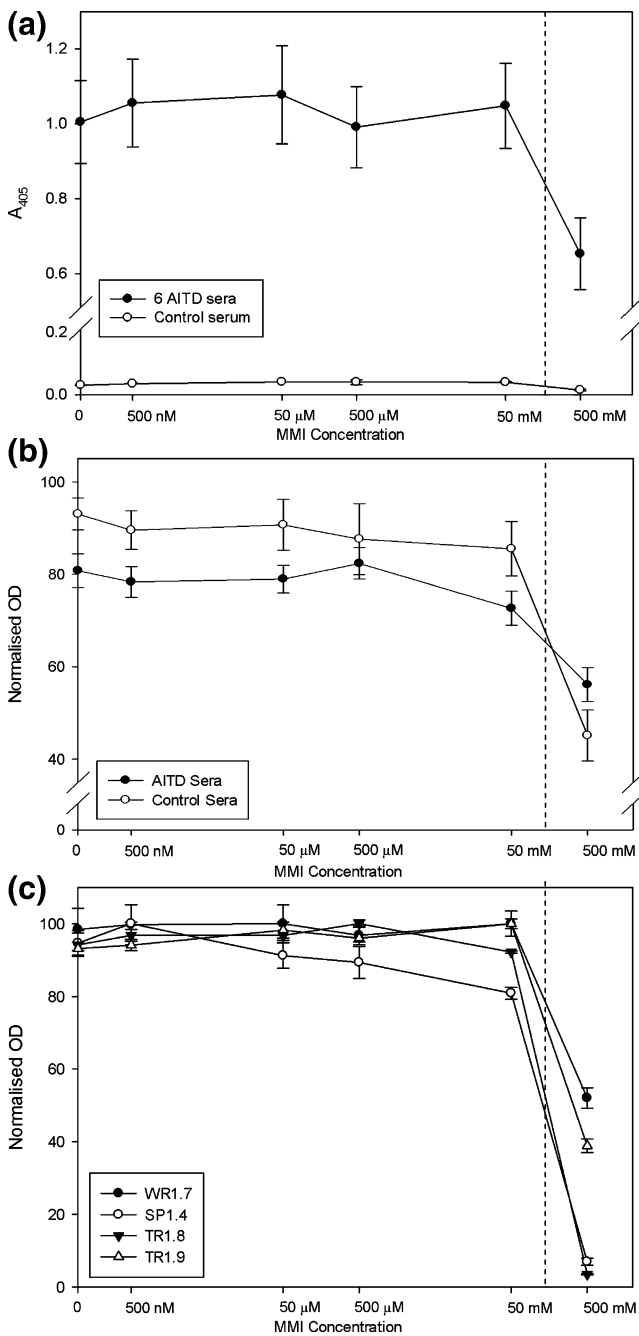 (a)
1.2
1.0
0.8
0.6
0.2
0.0
A405
6 AITD sera
Control serum
0 500 nM 50 μM 500 μM 50 mM 500 mM
MMI Concentration
(b)
100
80
60
40
0
Normalised OD
AITD Sera
Control Sera
0 500 nM 50 μM 500 μM 50 mM 500 mM
MMI Concentration
(c)
100
80
60
40
20
0
Normalised OD
WR1.7
SP1.4
TR1.8
TR1.9
0 500 nM 50 μM 500 μM 50 mM 500 mM
MMI Concentration